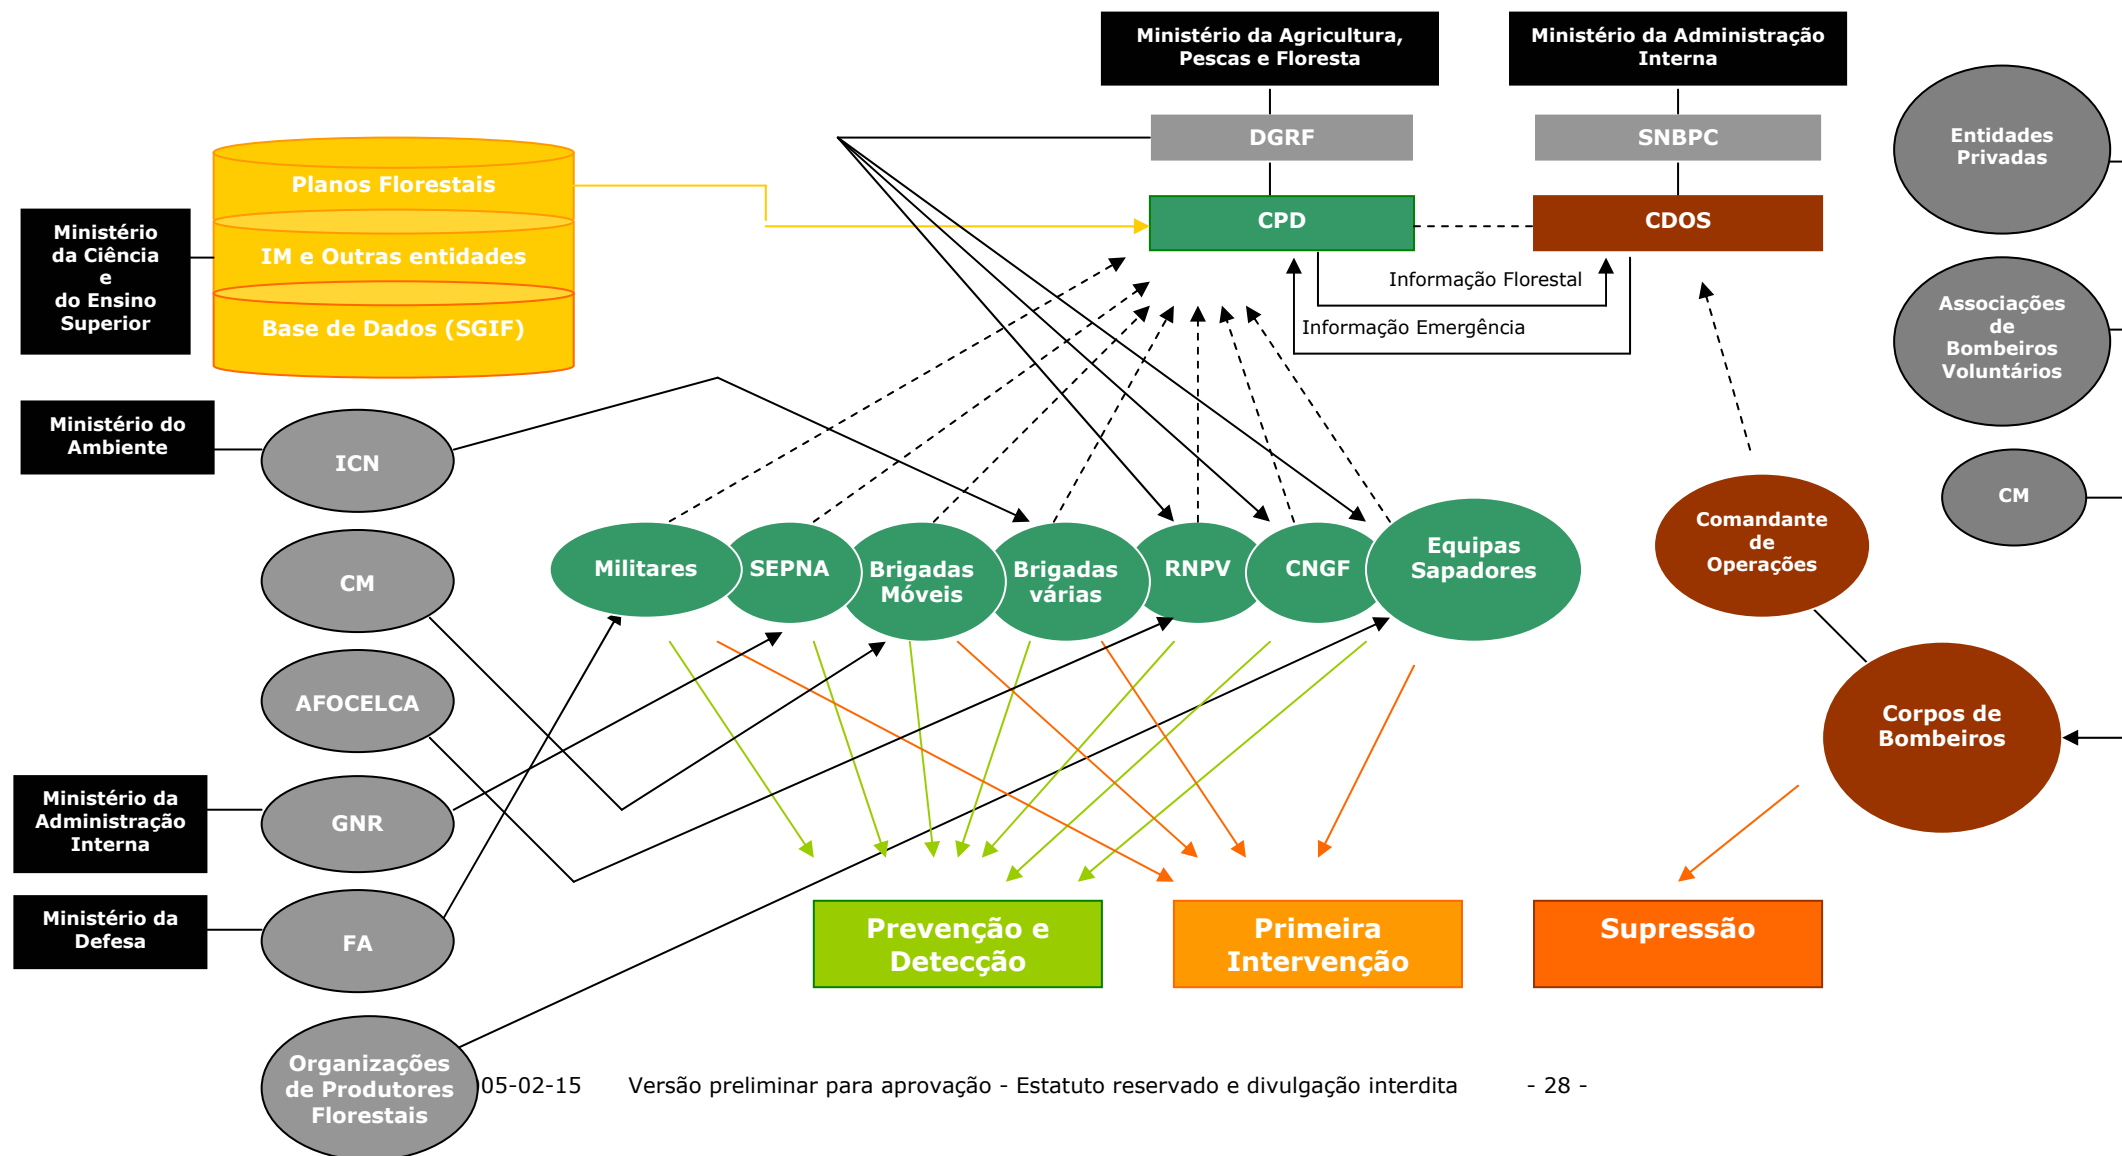 Ministério da Agricultura,
Pescas e Floresta
Ministério da Administração
Interna
DGRF
SNBPC
Entidades
Privadas
Planos Florestais
CPD
CDOS
Ministério
da Ciência
e
do Ensino
Superior
IM e Outras entidades
Base de Dados (SGIF)
Informação Florestal
Informação Emergência
Associações
de
Bombeiros
Voluntários
Ministério do
Ambiente
ICN
CM
CM
Comandante
de
Operações
Militares
SEPNA
Brigadas
Móveis
Brigadas
várias
RNPV
CNGF
Equipas
Sapadores
AFOCELCA
Corpos de
Bombeiros
Ministério da
Administração
Interna
GNR
Ministério da
Defesa
FA
Prevenção e
Detecção
Primeira
Intervenção
Supressão
Organizações
de Produtores
Florestais
05-02-15 Versão preliminar para aprovação - Estatuto reservado e divulgação interdita - 28 -